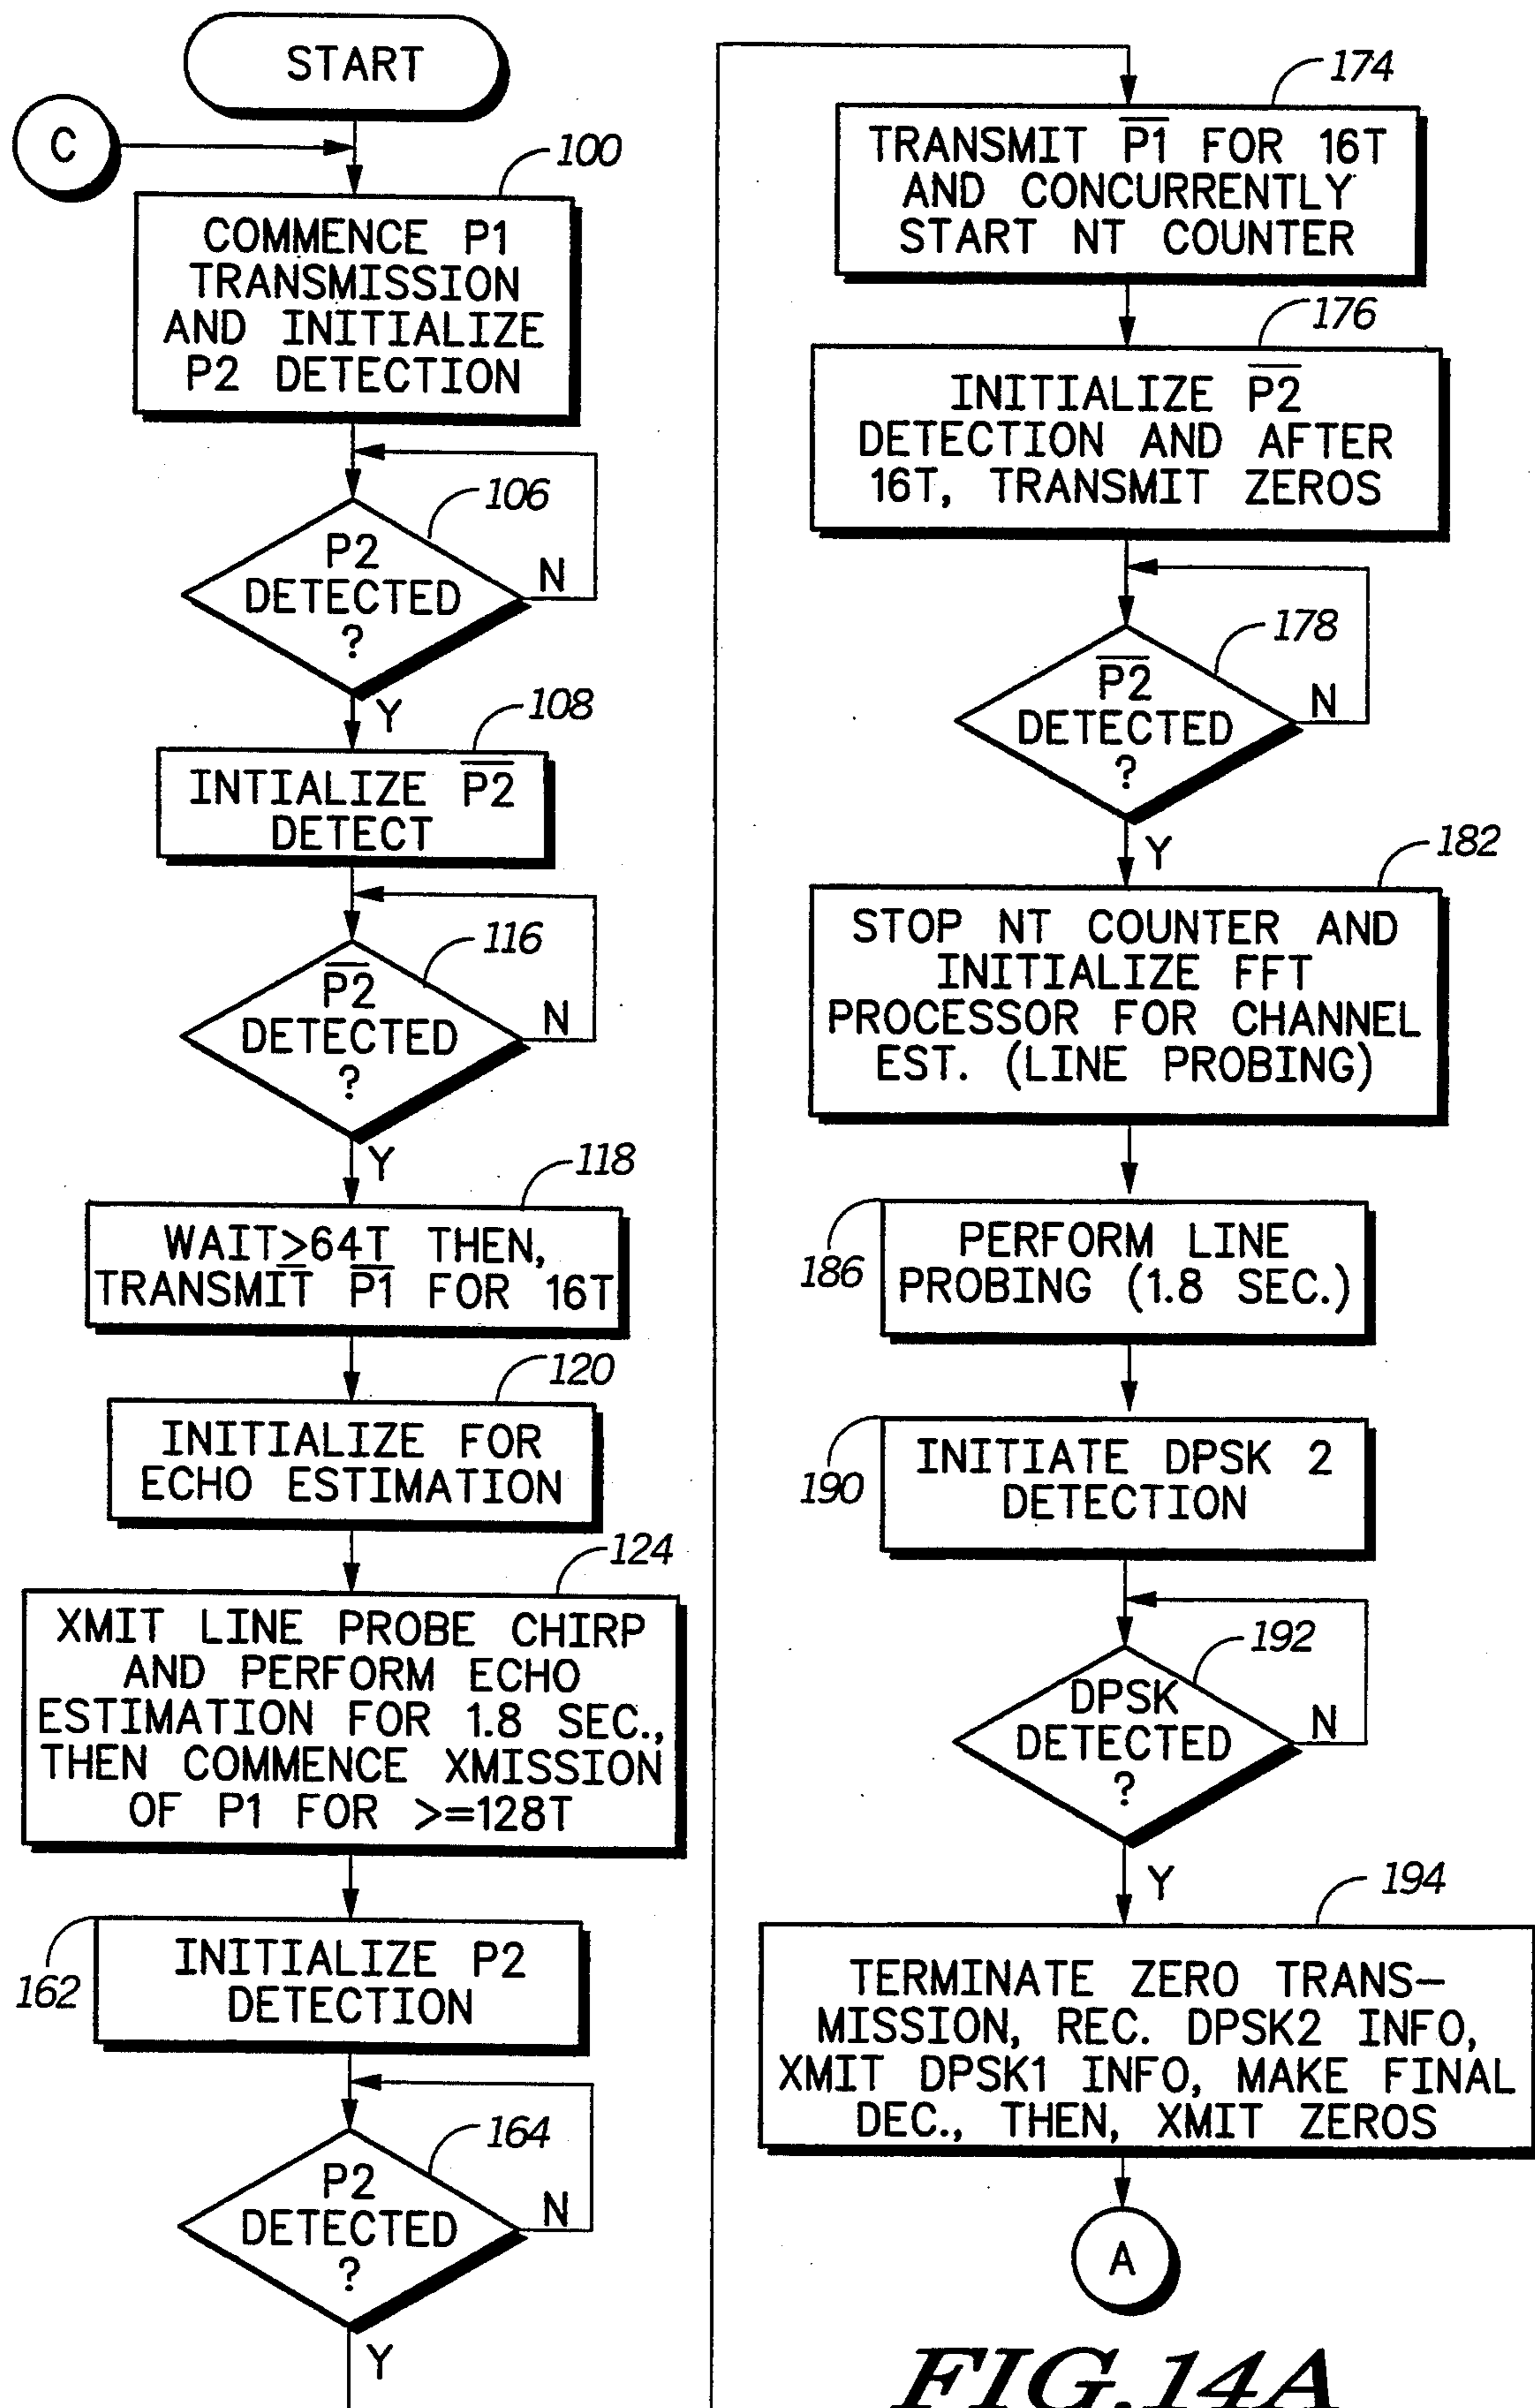 START
C
100
COMMENCE P1
TRANSMISSION
AND INITIALIZE
P2 DETECTION
106
P2
DETECTED
?
N
Y
108
INTIALIZE P̅2̅
DETECT
116
P̅2̅
DETECTED
?
N
Y
118
WAIT≥64T THEN,
TRANSMIT P̅1̅ FOR 16T
120
INITIALIZE FOR
ECHO ESTIMATION
124
XMIT LINE PROBE CHIRP
AND PERFORM ECHO
ESTIMATION FOR 1.8 SEC.,
THEN COMMENCE XMISSION
OF P1 FOR >=128T
162
INITIALIZE P2
DETECTION
164
P2
DETECTED
?
N
Y
174
TRANSMIT P̅1̅ FOR 16T
AND CONCURRENTLY
START NT COUNTER
176
INITIALIZE P̅2̅
DETECTION AND AFTER
16T, TRANSMIT ZEROS
178
P̅2̅
DETECTED
?
N
Y
182
STOP NT COUNTER AND
INITIALIZE FFT
PROCESSOR FOR CHANNEL
EST. (LINE PROBING)
186
PERFORM LINE
PROBING (1.8 SEC.)
190
INITIATE DPSK 2
DETECTION
192
DPSK
DETECTED
?
N
Y
194
TERMINATE ZERO TRANS-
MISSION, REC. DPSK2 INFO,
XMIT DPSK1 INFO, MAKE FINAL
DEC., THEN, XMIT ZEROS
A
FIG.14A